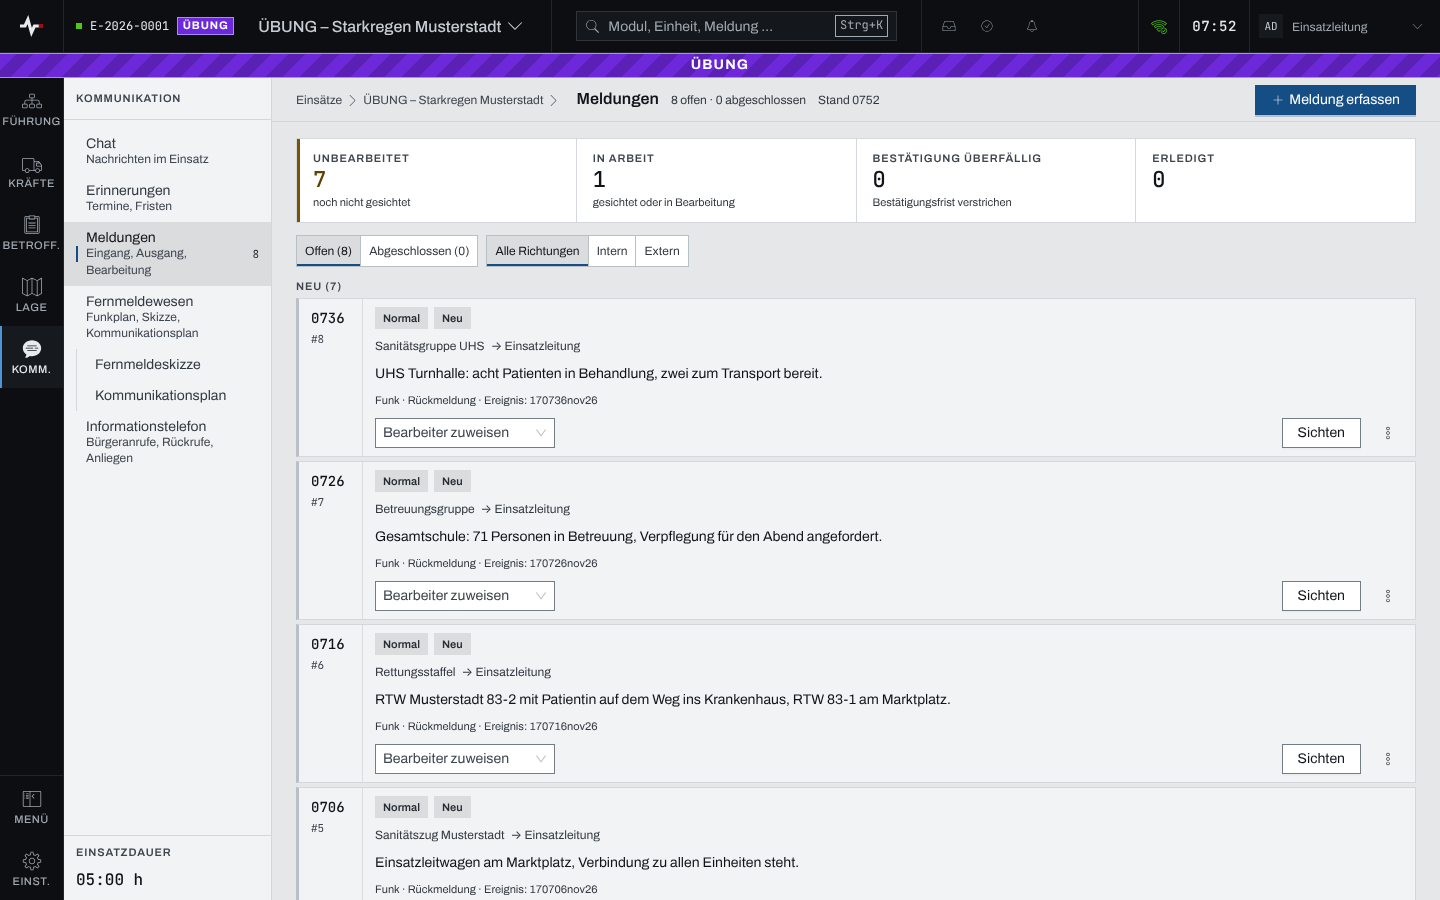 E-2026-0001
ÜBUNG
ÜBUNG – Starkregen Musterstadt
Modul, Einheit, Meldung ...
Strg+K
07:52
AD
Einsatzleitung
ÜBUNG
FÜHRUNG
KRÄFTE
BETROFF.
LAGE
KOMM.
MENÜ
EINST.
KOMMUNIKATION
Chat
Nachrichten im Einsatz
Erinnerungen
Termine, Fristen
Meldungen
Eingang, Ausgang,
Bearbeitung
8
Fernmeldewesen
Funkplan, Skizze,
Kommunikationsplan
Fernmeldeskizze
Kommunikationsplan
Informationstelefon
Bürgeranrufe, Rückrufe,
Anliegen
EINSATZDAUER
05:00 h
Einsätze
ÜBUNG – Starkregen Musterstadt
Meldungen
8 offen · 0 abgeschlossen
Stand 0752
+ Meldung erfassen
UNBEARBEITET
7
noch nicht gesichtet
IN ARBEIT
1
gesichtet oder in Bearbeitung
BESTÄTIGUNG ÜBERFÄLLIG
0
Bestätigungsfrist verstrichen
ERLEDIGT
0
Offen (8)
Abgeschlossen (0)
Alle Richtungen
Intern
Extern
NEU (7)
0736
#8
Normal
Neu
Sanitätsgruppe UHS → Einsatzleitung
UHS Turnhalle: acht Patienten in Behandlung, zwei zum Transport bereit.
Funk · Rückmeldung · Ereignis: 170736nov26
Bearbeiter zuweisen
Sichten
0726
#7
Normal
Neu
Betreuungsgruppe → Einsatzleitung
Gesamtschule: 71 Personen in Betreuung, Verpflegung für den Abend angefordert.
Funk · Rückmeldung · Ereignis: 170726nov26
Bearbeiter zuweisen
Sichten
0716
#6
Normal
Neu
Rettungsstaffel → Einsatzleitung
RTW Musterstadt 83-2 mit Patientin auf dem Weg ins Krankenhaus, RTW 83-1 am Marktplatz.
Funk · Rückmeldung · Ereignis: 170716nov26
Bearbeiter zuweisen
Sichten
0706
#5
Normal
Neu
Sanitätszug Musterstadt → Einsatzleitung
Einsatzleitwagen am Marktplatz, Verbindung zu allen Einheiten steht.
Funk · Rückmeldung · Ereignis: 170706nov26